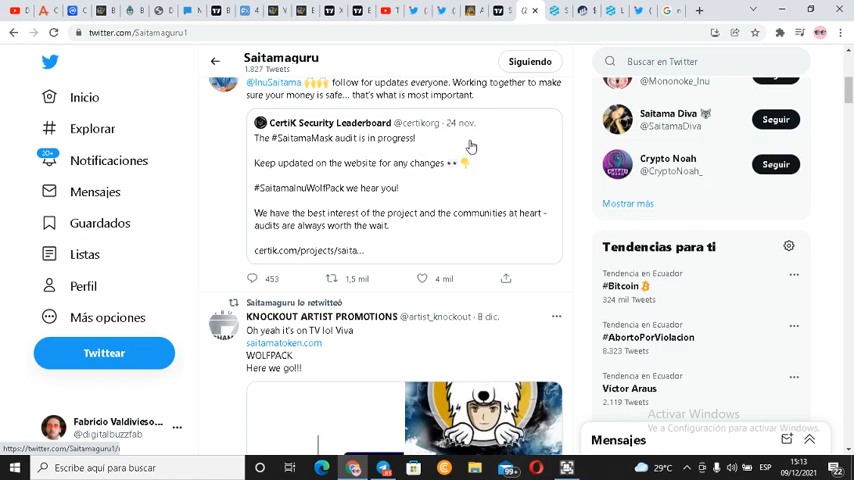 twitter.com/Saitamaguru1
Saitamaguru
1.827 Tweets
Siguiendo
Buscar en Twitter
Inicio
Explorar
20+
Notificaciones
Mensajes
Guardados
Listas
Perfil
Más opciones
Twittear
Fabricio Valdivieso...
@digitalbuzzfab
@InuSaitama 🙌🙌 follow for updates everyone. Working together to make
sure your money is safe... that's what is most important.
CertiK Security Leaderboard @certikorg · 24 nov.
The #SaitamaMask audit is in progress!
Keep updated on the website for any changes 👀👇
#SaitamaInuWolfPack we hear you!
We have the best interest of the project and the communities at heart -
audits are always worth the wait.
certik.com/projects/saita...
453
1,5 mil
4 mil
Saitamaguru lo retwitteó
KNOCKOUT ARTIST PROMOTIONS @artist_knockout · 8 dic.
Oh yeah it's on TV lol Viva
saitamatoken.com
WOLFPACK
Here we go!!!
@Mononoke_Inu
Saitama Diva
@SaitamaDiva
Seguir
Crypto Noah
@CryptoNoah_
Seguir
Mostrar más
Tendencias para ti
Tendencia en Ecuador
#Bitcoin
324 mil Tweets
Tendencia en Ecuador
#AbortoPorViolacion
8.323 Tweets
Tendencia en Ecuador
Víctor Araus
2.119 Tweets
Activar Windows
Ve a Configuración para activar Windows.
Mensajes
https://twitter.com/Saitamaguru1/
Escribe aquí para buscar
99+
29°C
ESP
15:13
09/12/2021
22